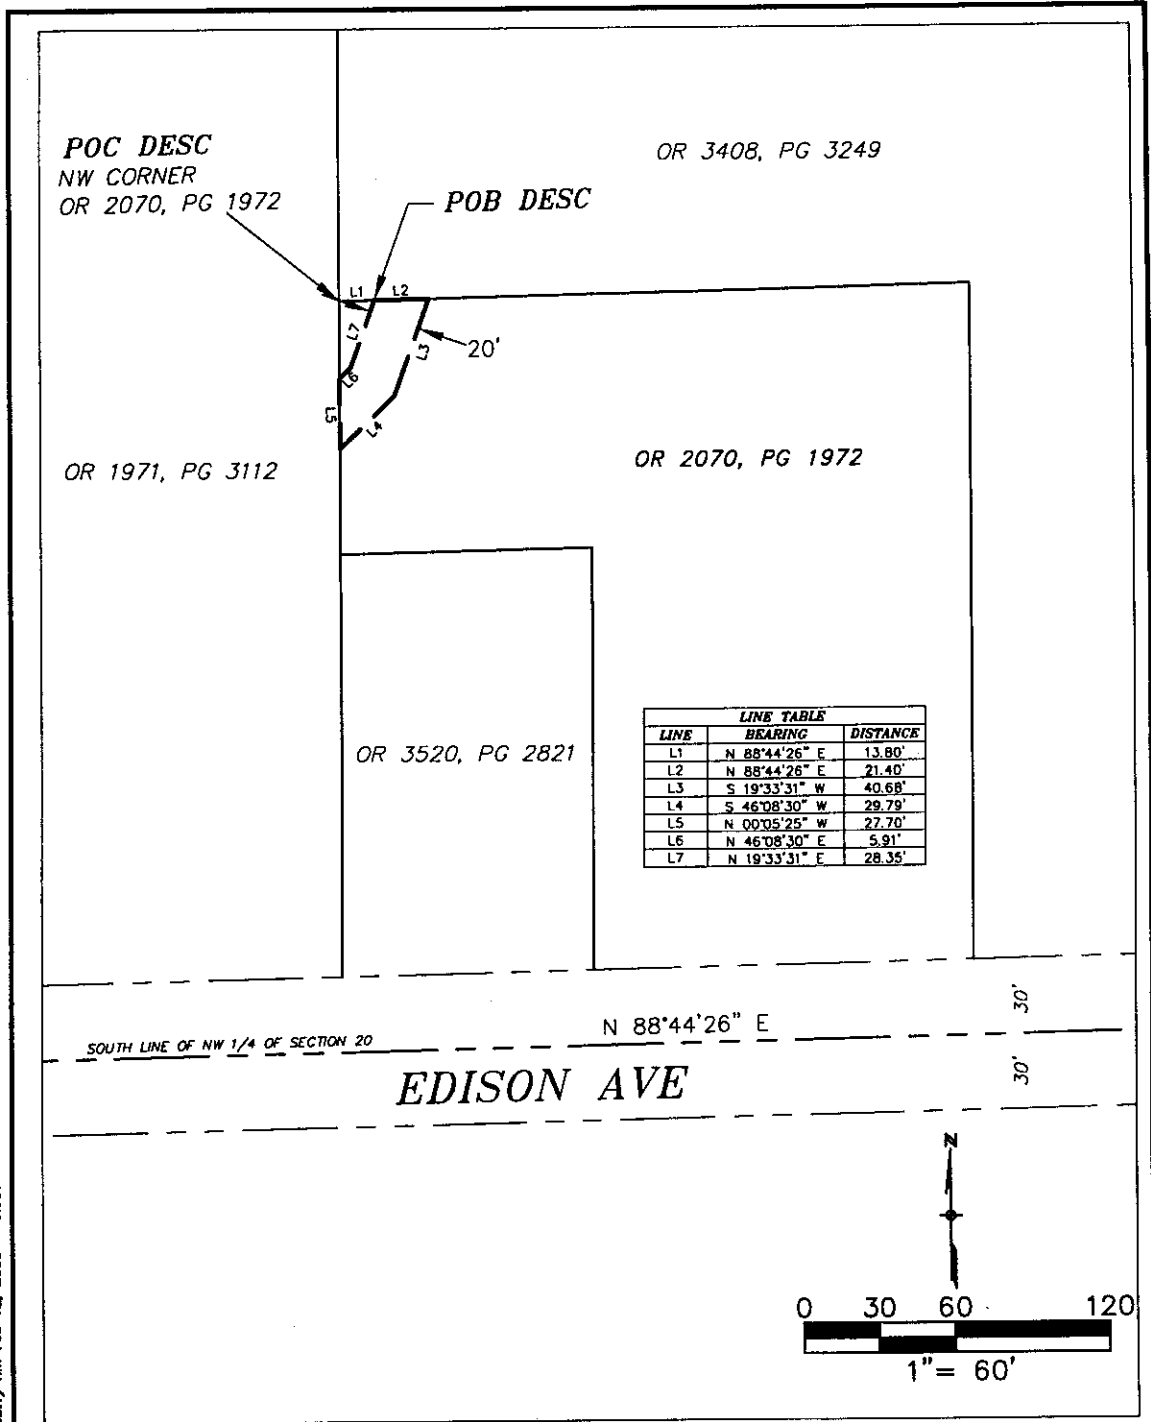 POC DESC
NW CORNER
OR 2070, PG 1972
OR 3408, PG 3249
POB DESC
L1
L2
L7
L3
20'
L6
L5
L4
OR 1971, PG 3112
OR 2070, PG 1972
OR 3520, PG 2821
LINE TABLE
LINE BEARING DISTANCE
L1 N 88°44'26" E 13.80'
L2 N 88°44'26" E 21.40'
L3 S 19°33'31" W 40.68'
L4 S 46°08'30" W 29.79'
L5 N 00°05'25" W 27.70'
L6 N 46°08'30" E 5.91'
L7 N 19°33'31" E 28.35'
30'
N 88°44'26" E
SOUTH LINE OF NW 1/4 OF SECTION 20
30'
EDISON AVE
N
0 30 60 120
1"= 60'